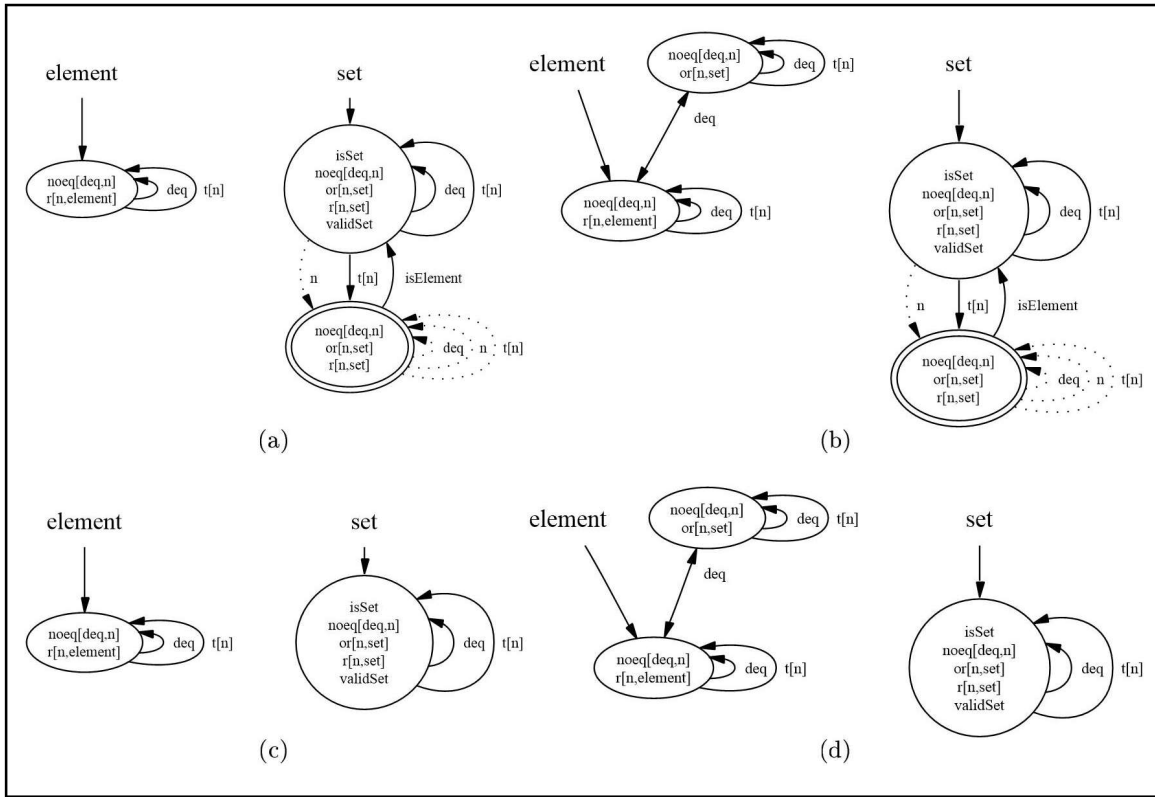 element
set
noeq[deq,n]
r[n,element]
deq
t[n]
isSet
noeq[deq,n]
or[n,set]
r[n,set]
validSet
deq
t[n]
n
t[n]
isElement
noeq[deq,n]
or[n,set]
r[n,set]
deq
n
t[n]
(a)
element
noeq[deq,n]
or[n,set]
deq
t[n]
deq
noeq[deq,n]
r[n,element]
deq
t[n]
set
isSet
noeq[deq,n]
or[n,set]
r[n,set]
validSet
deq
t[n]
n
t[n]
isElement
noeq[deq,n]
or[n,set]
r[n,set]
deq
n
t[n]
(b)
element
noeq[deq,n]
r[n,element]
deq
t[n]
set
isSet
noeq[deq,n]
or[n,set]
r[n,set]
validSet
deq
t[n]
(c)
element
noeq[deq,n]
or[n,set]
deq
t[n]
deq
noeq[deq,n]
r[n,element]
deq
t[n]
set
isSet
noeq[deq,n]
or[n,set]
r[n,set]
validSet
deq
t[n]
(d)